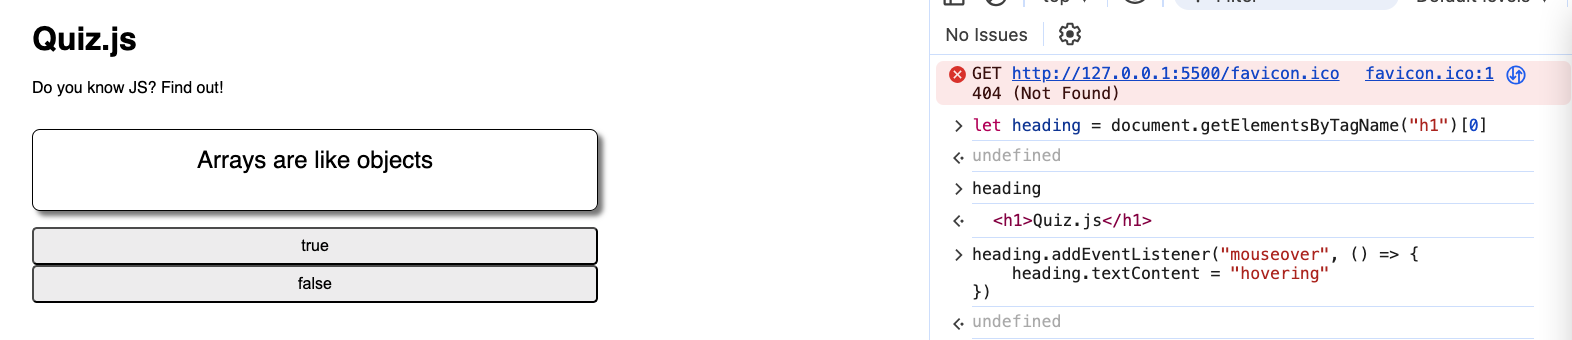 Quiz.js
Do you know JS? Find out!
Arrays are like objects
true
false
No Issues
GET http://127.0.0.1:5500/favicon.ico favicon.ico:1
404 (Not Found)
let heading = document.getElementsByTagName("h1")[0]
undefined
heading
<h1>Quiz.js</h1>
heading.addEventListener("mouseover", () => {
heading.textContent = "hovering"
})
undefined